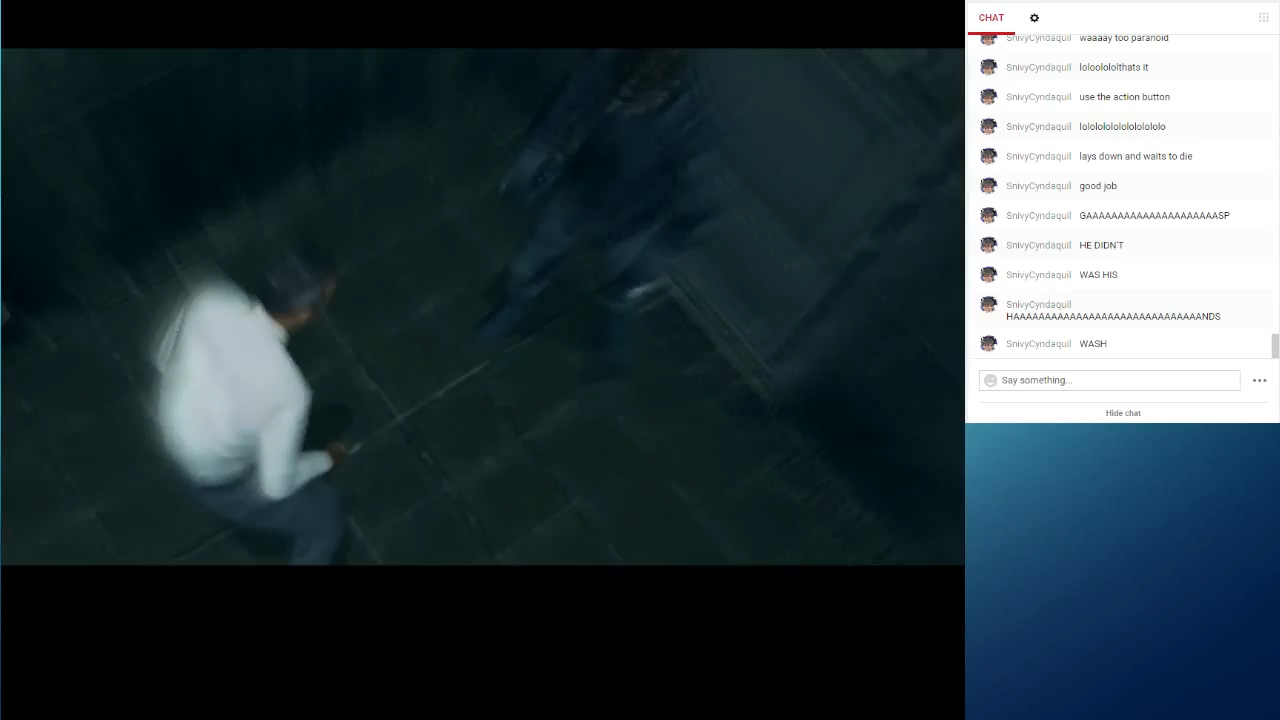 CHAT
SnivyCyndaquil waaaay too paranoid
SnivyCyndaquil loloolololthats it
SnivyCyndaquil use the action button
SnivyCyndaquil lolololololololololo
SnivyCyndaquil lays down and waits to die
SnivyCyndaquil good job
SnivyCyndaquil GAAAAAAAAAAAAAAAAAAAAASP
SnivyCyndaquil HE DIDN'T
SnivyCyndaquil WAS HIS
SnivyCyndaquil
HAAAAAAAAAAAAAAAAAAAAAAAAAAAAAANDS
SnivyCyndaquil WASH
Say something...
Hide chat